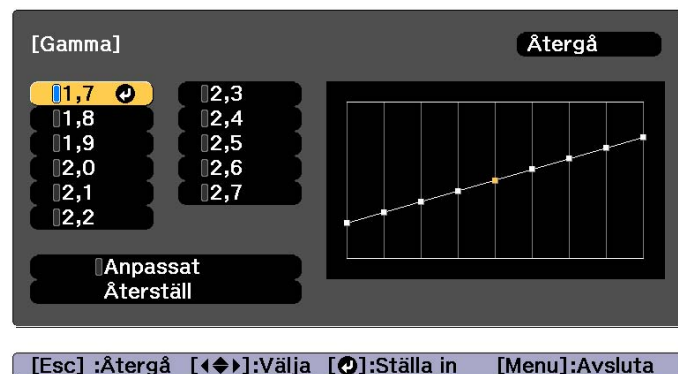 [Gamma]
Återgå
1,7
2,3
1,8
2,4
1,9
2,5
2,0
2,6
2,1
2,7
2,2
Anpassat
Återställ
[Esc] :Återgå [◀◆▶]:Välja [↵]:Ställa in [Menu]:Avsluta